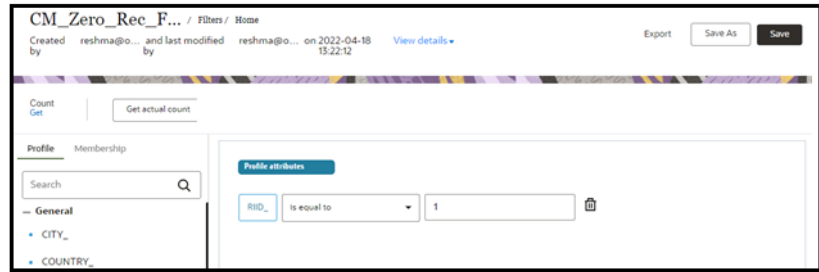 CM_Zero_Rec_F... / Filters / Home
Created by reshma@o... and last modified by reshma@o... on 2022-04-18 13:22:12 View details
Export Save As Save
Count
Get
Get actual count
Profile Membership
Search
General
CITY_
COUNTRY_
Profile attributes
RIID_ Is equal to 1